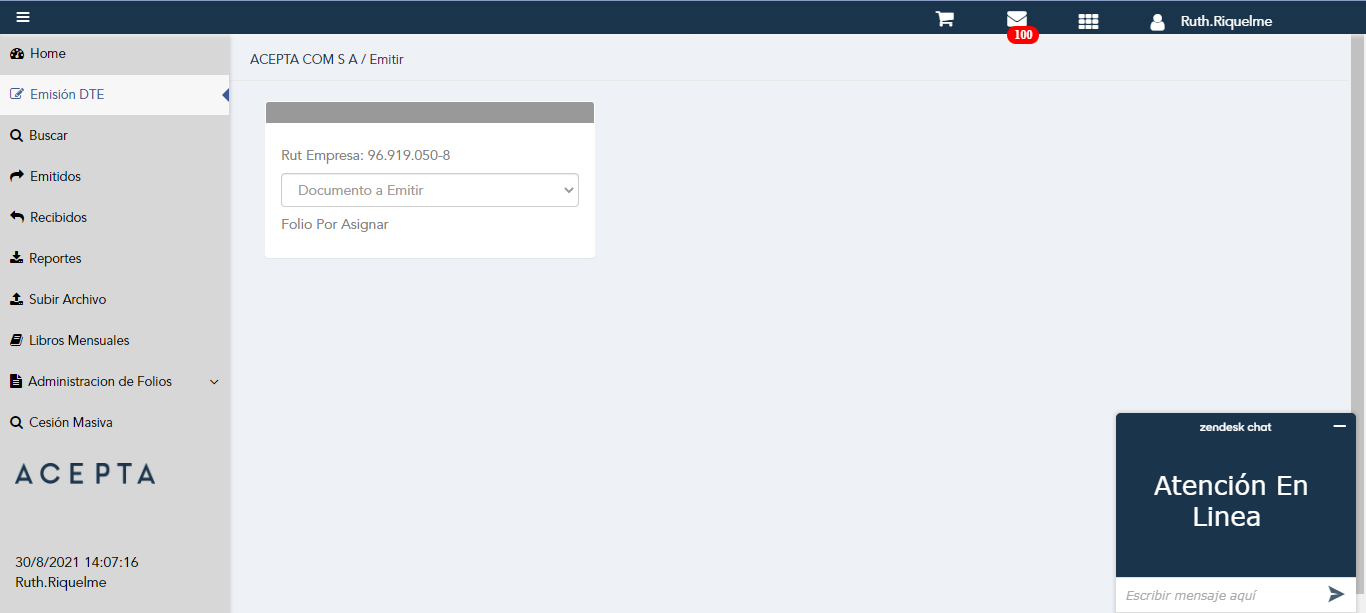 100
Ruth.Riquelme
Home
Emisión DTE
Buscar
Emitidos
Recibidos
Reportes
Subir Archivo
Libros Mensuales
Administracion de Folios
Cesión Masiva
ACEPTA
30/8/2021 14:07:16
Ruth.Riquelme
ACEPTA COM S A / Emitir
Rut Empresa: 96.919.050-8
Documento a Emitir
Folio Por Asignar
zendesk chat
Atención En
Linea
Escribir mensaje aquí